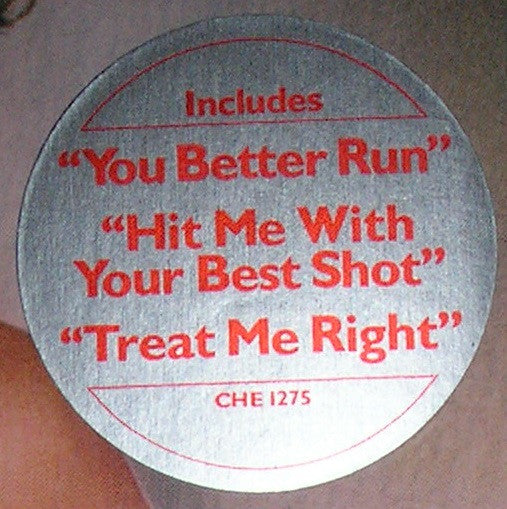 Includes
“You Better Run”
“Hit Me With
Your Best Shot”
“Treat Me Right”
CHE 1275